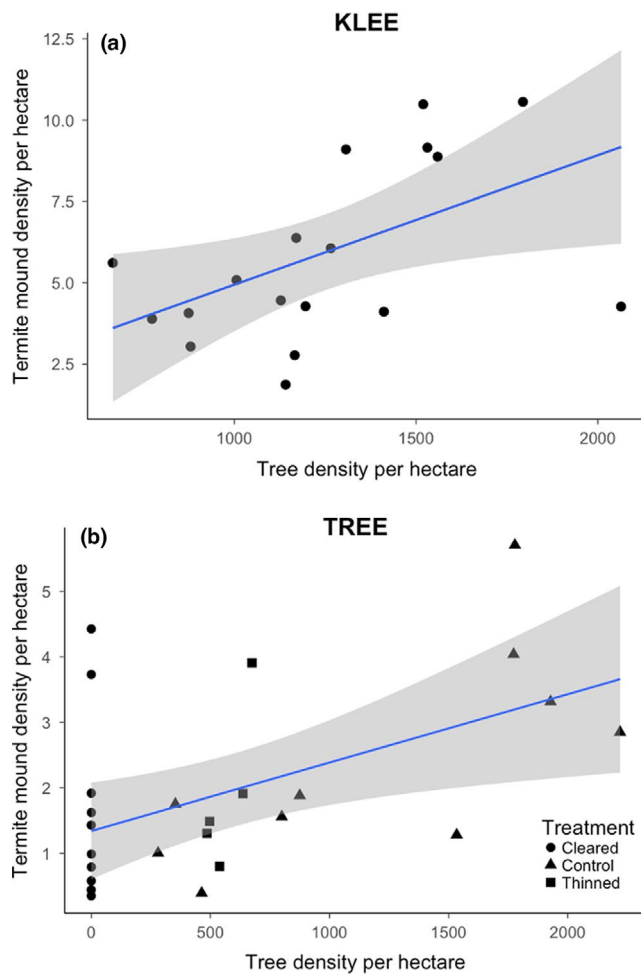 KLEE
(a)
12.5
10.0
7.5
5.0
2.5
Termite mound density per hectare
1000 1500 2000
Tree density per hectare
TREE
(b)
5
4
3
2
1
Termite mound density per hectare
Treatment
Cleared
Control
Thinned
0 500 1000 1500 2000
Tree density per hectare